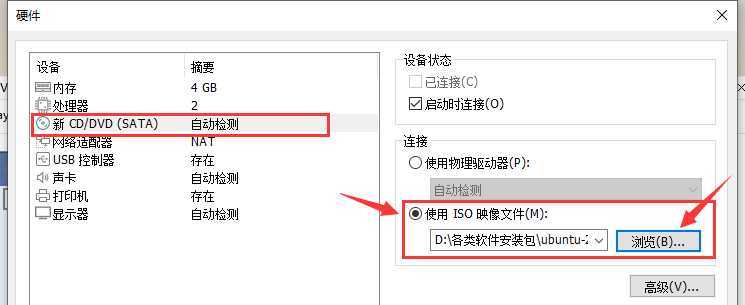 硬件
设备 摘要
内存 4 GB
处理器 2
新 CD/DVD (SATA) 自动检测
网络适配器 NAT
USB 控制器 存在
声卡 自动检测
打印机 存在
显示器 自动检测
设备状态
已连接(C)
启动时连接(O)
连接
使用物理驱动器(P):
自动检测
使用 ISO 映像文件(M):
D:\各类软件安装包\ubuntu-2
浏览(B)...
高级(V)...